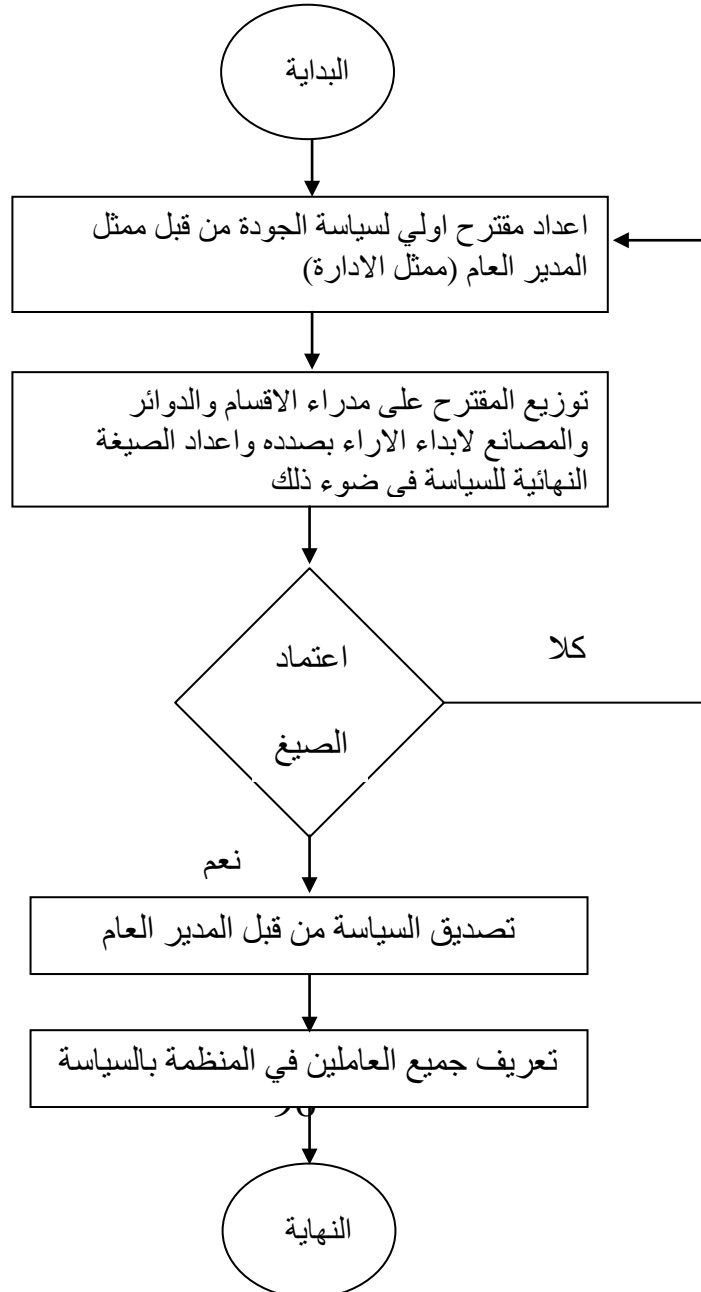 البداية
اعداد مقترح اولي لسياسة الجودة من قبل ممثل
المدير العام (ممثل الادارة)
توزيع المقترح على مدراء الاقسام والدوائر
والمصانع لابداء الاراء بصدده واعداد الصيغة
النهائية للسياسة في ضوء ذلك
اعتماد
كلا
الصيغ
نعم
تصديق السياسة من قبل المدير العام
تعريف جميع العاملين في المنظمة بالسياسة
النهاية